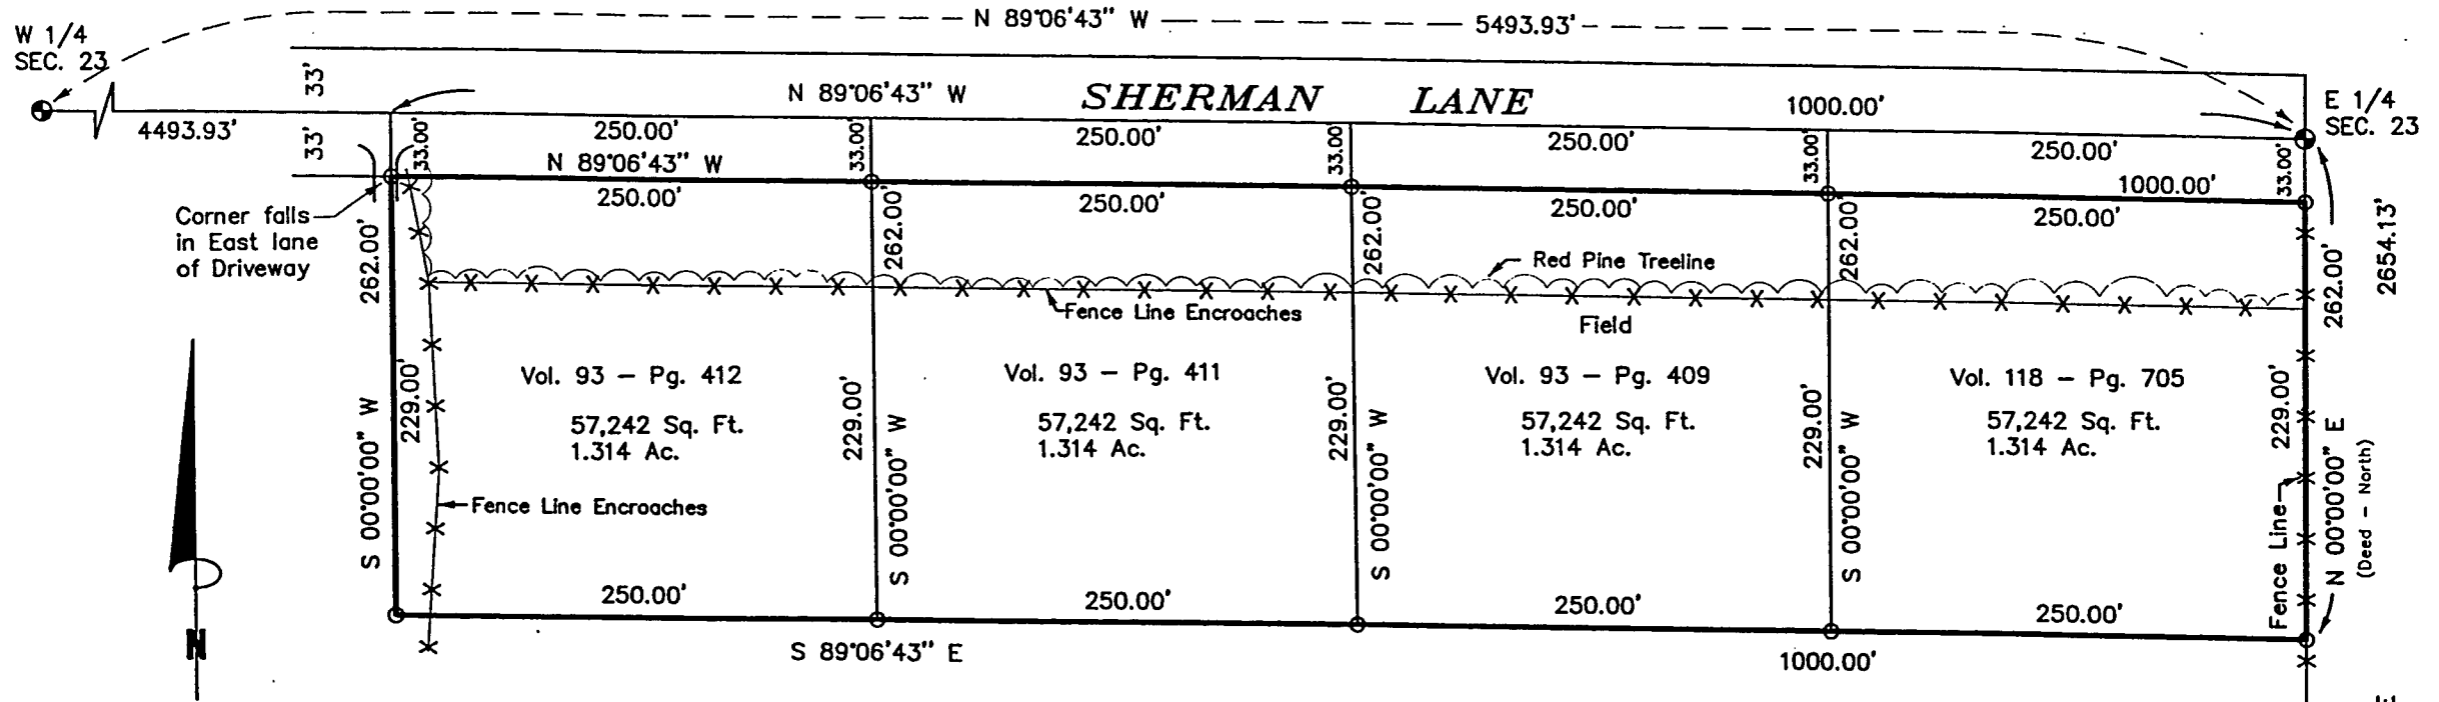 N 89°06'43" W
5493.93'
W 1/4
SEC. 23
33'
N 89°06'43" W
SHERMAN LANE
1000.00'
E 1/4
SEC. 23
4493.93'
33'
33.00'
250.00'
33.00'
250.00'
33.00'
250.00'
33.00'
250.00'
33.00'
N 89°06'43" W
1000.00'
250.00'
250.00'
250.00'
250.00'
Corner falls
in East lane
of Driveway
262.00'
262.00'
262.00'
262.00'
262.00'
2654.13'
Red Pine Treeline
Fence Line Encroaches
Field
Vol. 93 – Pg. 412
57,242 Sq. Ft.
1.314 Ac.
Vol. 93 – Pg. 411
57,242 Sq. Ft.
1.314 Ac.
Vol. 93 – Pg. 409
57,242 Sq. Ft.
1.314 Ac.
Vol. 118 – Pg. 705
57,242 Sq. Ft.
1.314 Ac.
229.00'
229.00'
229.00'
229.00'
229.00'
S 00°00'00" W
S 00°00'00" W
S 00°00'00" W
S 00°00'00" W
N 00°00'00" E
(Deed – North)
Fence Line Encroaches
Fence Line
250.00'
250.00'
250.00'
250.00'
S 89°06'43" E
1000.00'
N